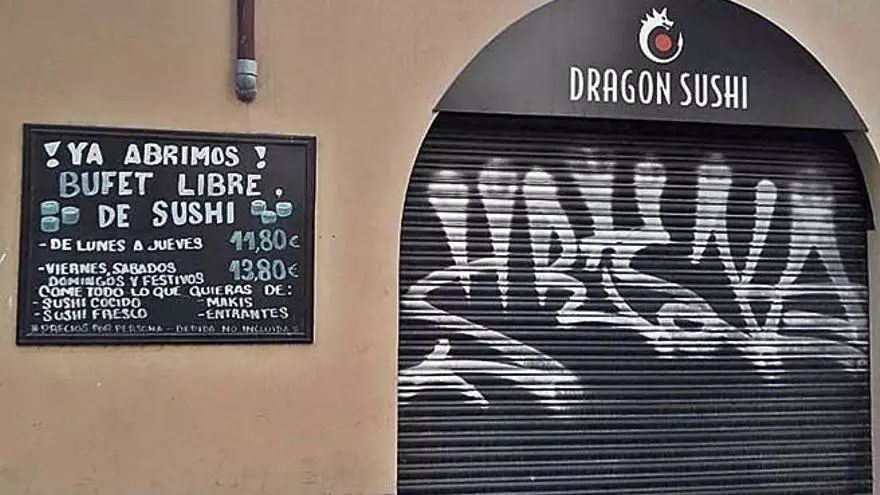 ¡YA ABRIMOS!
BUFET LIBRE.
DE SUSHI
-DE LUNES A JUEVES 11,80€
-VIERNES, SABADOS
DOMINGOS Y FESTIVOS 13,80€
COME TODO LO QUE QUIERAS DE:
-SUSHI COCIDO -MAKIS
-SUSHI FRESCO -ENTRANTES
PRECIOS POR PERSONA - BEBIDA NO INCLUIDA
DRAGON SUSHI